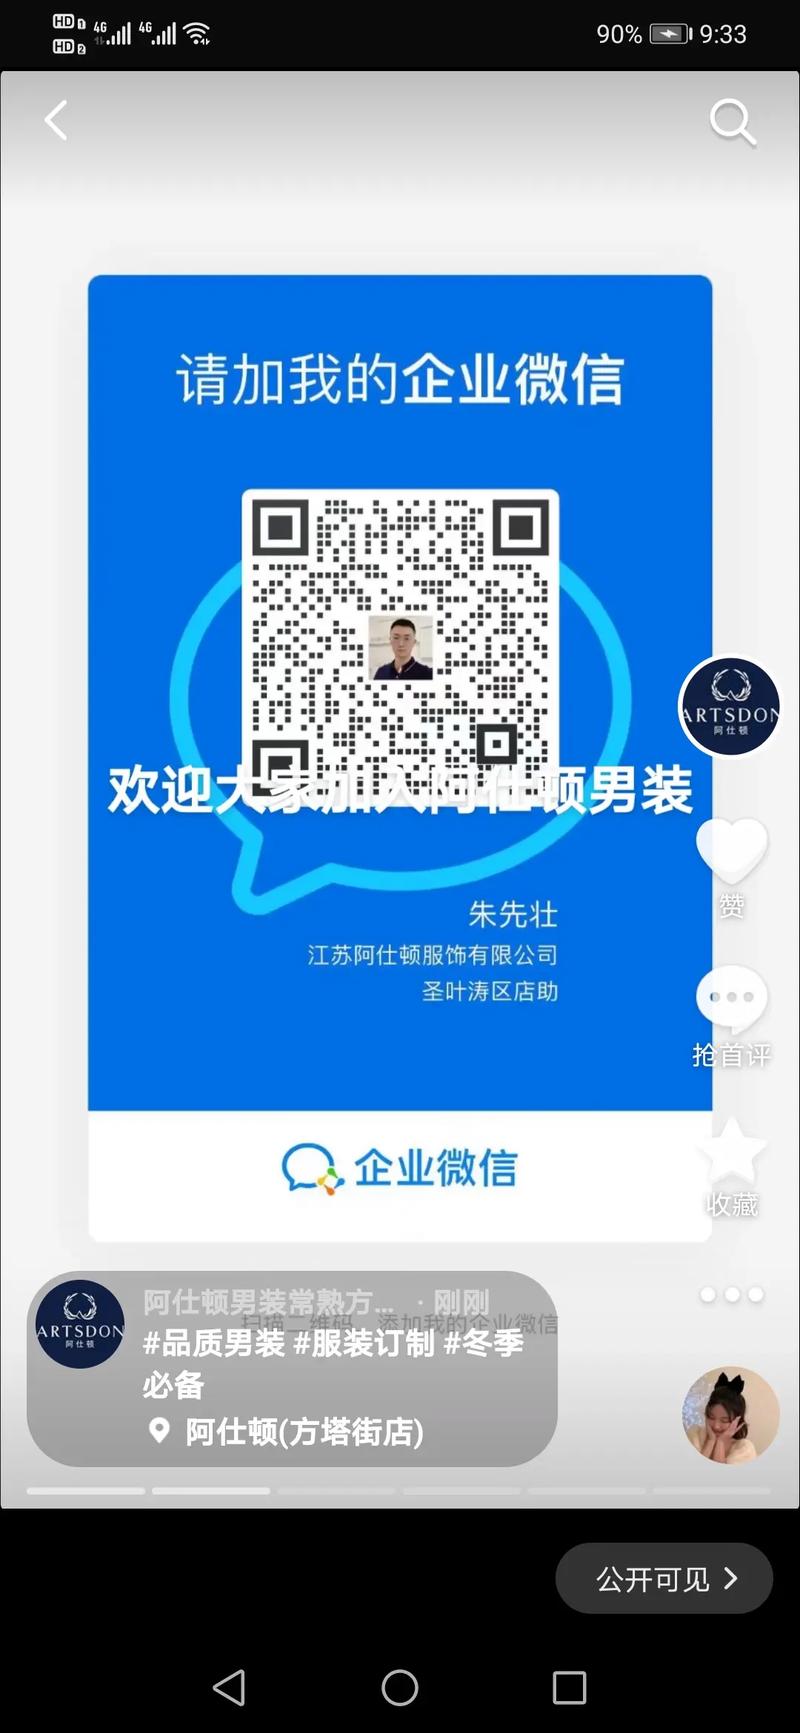 HD 1 4G 4G
HD 2
90% 9:33
请加我的企业微信
欢迎大家加入阿仕顿男装
ARTSDON
阿仕顿
赞
朱先壮
江苏阿仕顿服饰有限公司
圣叶涛区店助
抢首评
企业微信
收藏
阿仕顿男装常熟方... · 刚刚
扫描二维码，添加我的企业微信
ARTSDON
阿仕顿
#品质男装 #服装订制 #冬季
必备
阿仕顿(方塔街店)
公开可见